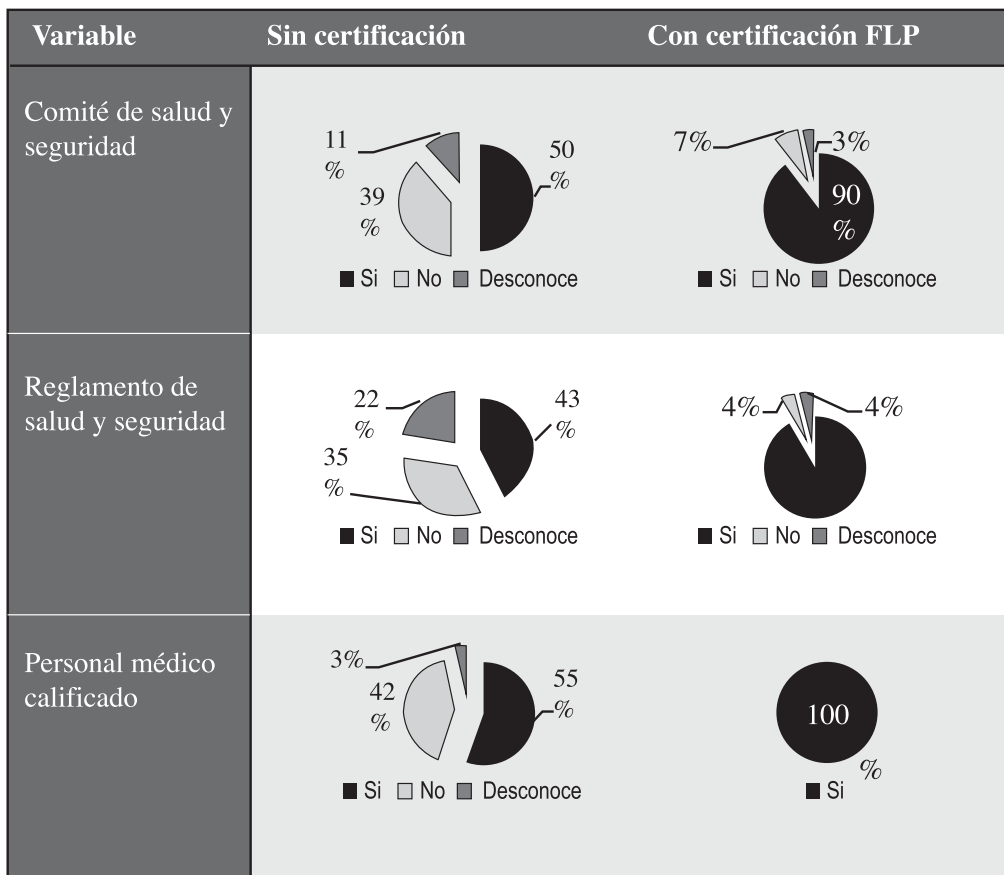 Variable Sin certificación Con certificación FLP
Comité de salud y
seguridad
11
%
50
%
39
%
■ Si □ No ■ Desconoce
7%
3%
90
%
■ Si □ No ■ Desconoce
Reglamento de
salud y seguridad
22
%
43
%
35
%
■ Si □ No ■ Desconoce
4%
4%
■ Si □ No ■ Desconoce
Personal médico
calificado
3%
42
%
55
%
■ Si □ No ■ Desconoce
100
%
■ Si